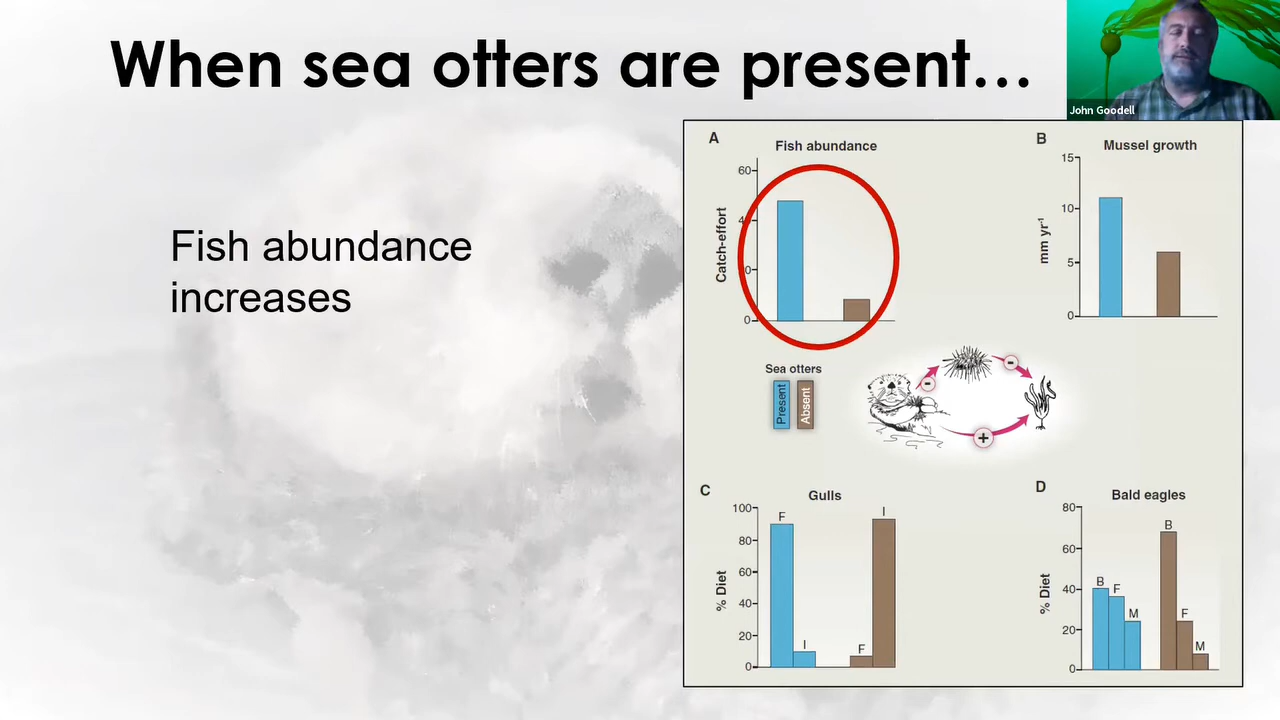 When sea otters are present…
John Goodell
Fish abundance
increases
A
Fish abundance
60
0
0
Catch-effort
B
Mussel growth
15
10
5
0
mm yr⁻¹
Sea otters
Present
Absent
-
-
+
C
Gulls
100
80
60
40
20
0
% Diet
F
I
F
I
D
Bald eagles
80
60
40
20
0
% Diet
B
F
M
B
F
M